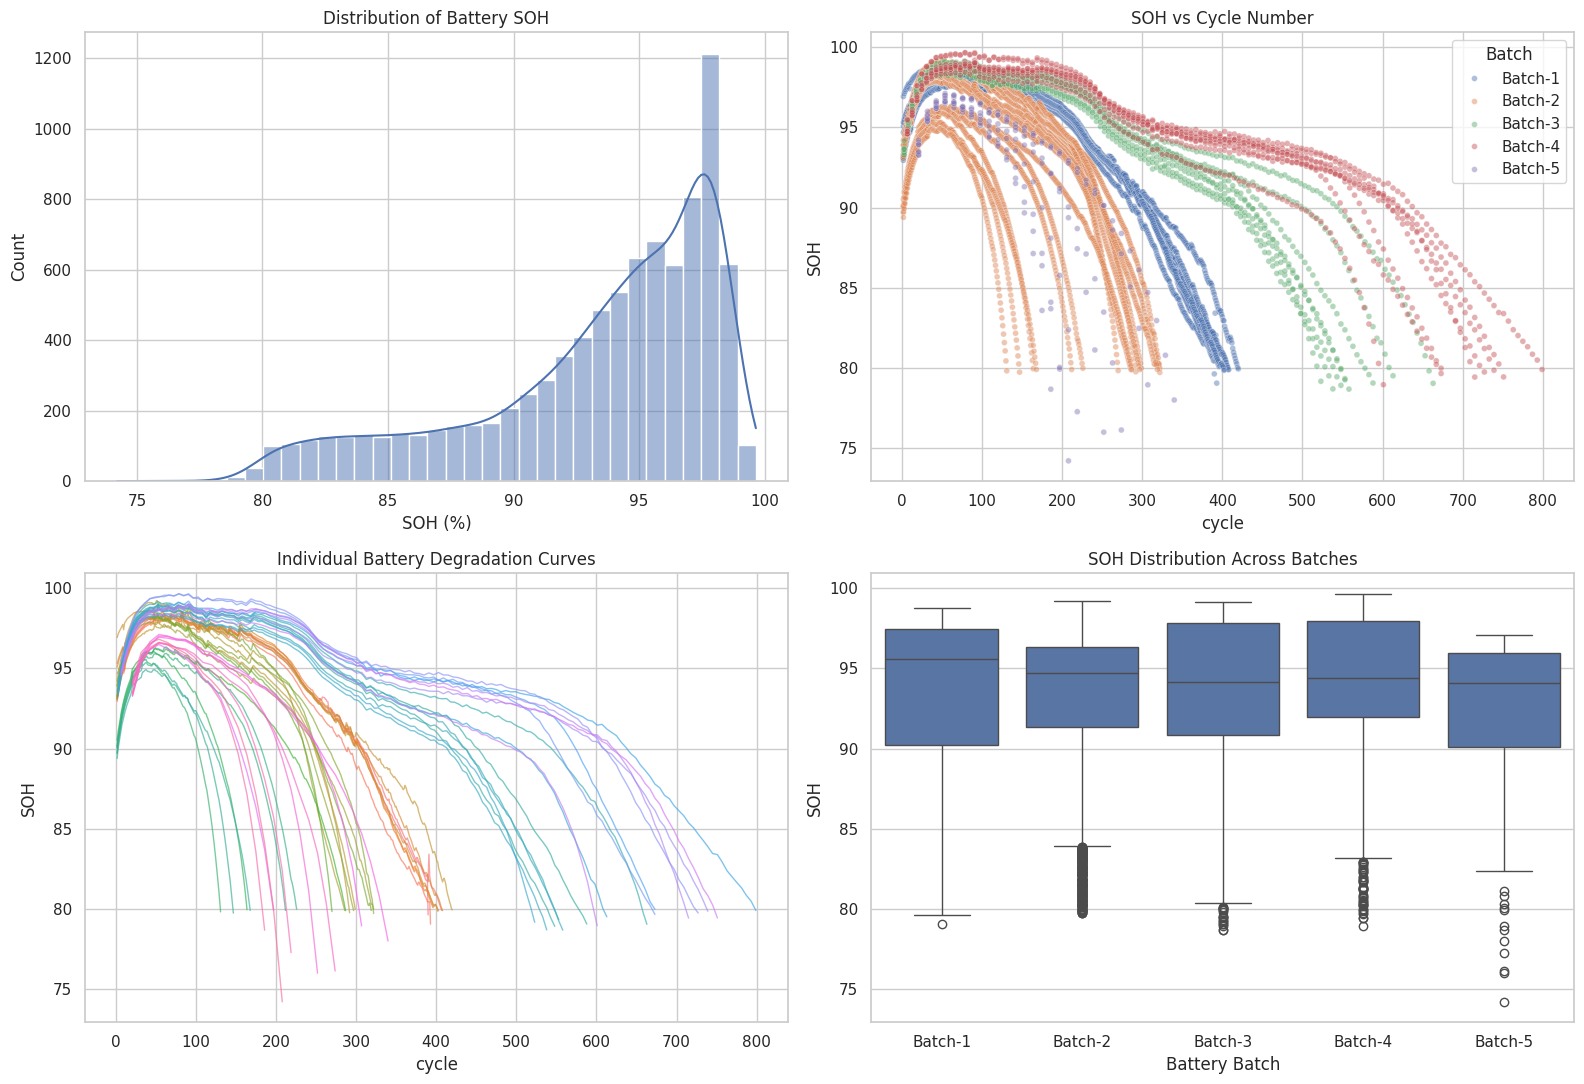 Distribution of Battery SOH
1200
1000
800
600
400
200
0
Count
75
80
85
90
95
100
SOH (%)
SOH vs Cycle Number
100
95
90
85
80
75
SOH
Batch
Batch-1
Batch-2
Batch-3
Batch-4
Batch-5
0
100
200
300
400
500
600
700
800
cycle
Individual Battery Degradation Curves
100
95
90
85
80
75
SOH
0
100
200
300
400
500
600
700
800
cycle
SOH Distribution Across Batches
100
95
90
85
80
75
SOH
Batch-1
Batch-2
Batch-3
Batch-4
Batch-5
Battery Batch